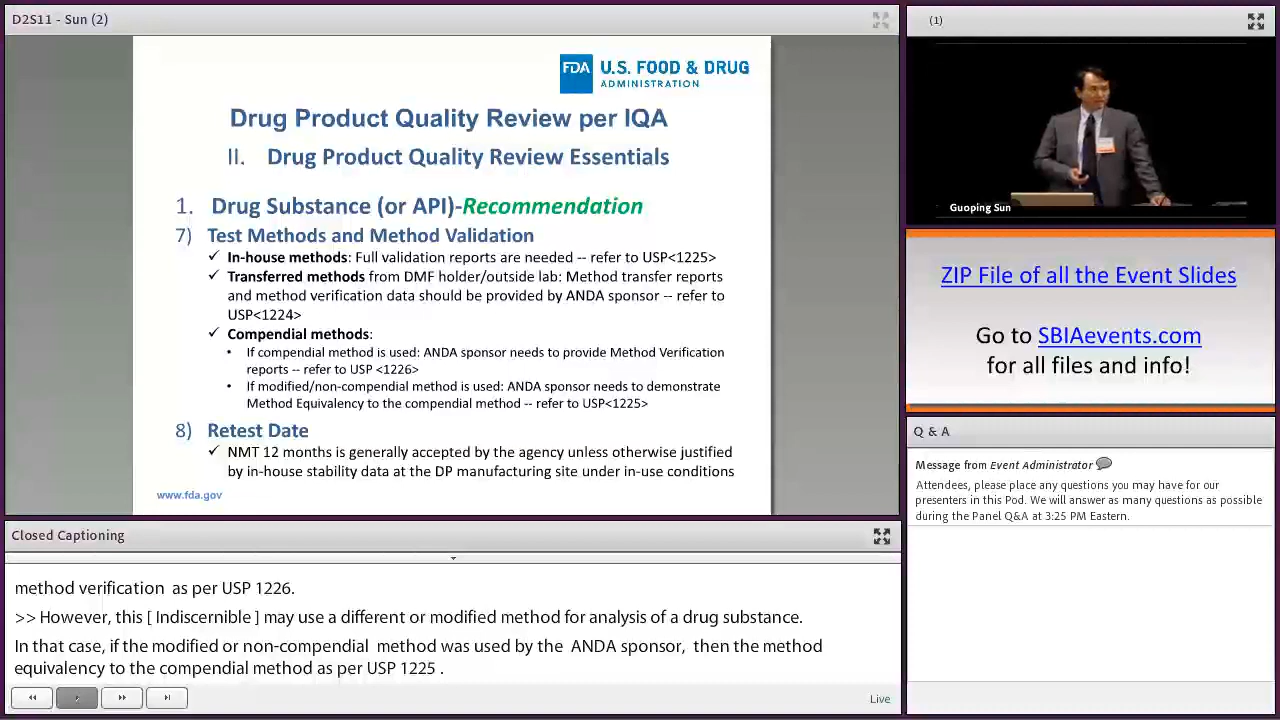 D2S11 - Sun (2)
FDA
U.S. FOOD & DRUG
ADMINISTRATION
Drug Product Quality Review per IQA
II. Drug Product Quality Review Essentials
1. Drug Substance (or API)-Recommendation
7) Test Methods and Method Validation
✓ In-house methods: Full validation reports are needed -- refer to USP<1225>
✓ Transferred methods from DMF holder/outside lab: Method transfer reports
and method verification data should be provided by ANDA sponsor -- refer to
USP<1224>
✓ Compendial methods:
• If compendial method is used: ANDA sponsor needs to provide Method Verification
reports -- refer to USP <1226>
• If modified/non-compendial method is used: ANDA sponsor needs to demonstrate
Method Equivalency to the compendial method -- refer to USP<1225>
8) Retest Date
✓ NMT 12 months is generally accepted by the agency unless otherwise justified
by in-house stability data at the DP manufacturing site under in-use conditions
www.fda.gov
Closed Captioning
method verification as per USP 1226.
>> However, this [ Indiscernible ] may use a different or modified method for analysis of a drug substance.
In that case, if the modified or non-compendial method was used by the ANDA sponsor, then the method
equivalency to the compendial method as per USP 1225 .
Live
(1)
Guoping Sun
ZIP File of all the Event Slides
Go to SBIAevents.com
for all files and info!
Q & A
Message from Event Administrator
Attendees, please place any questions you may have for our
presenters in this Pod. We will answer as many questions as possible
during the Panel Q&A at 3:25 PM Eastern.